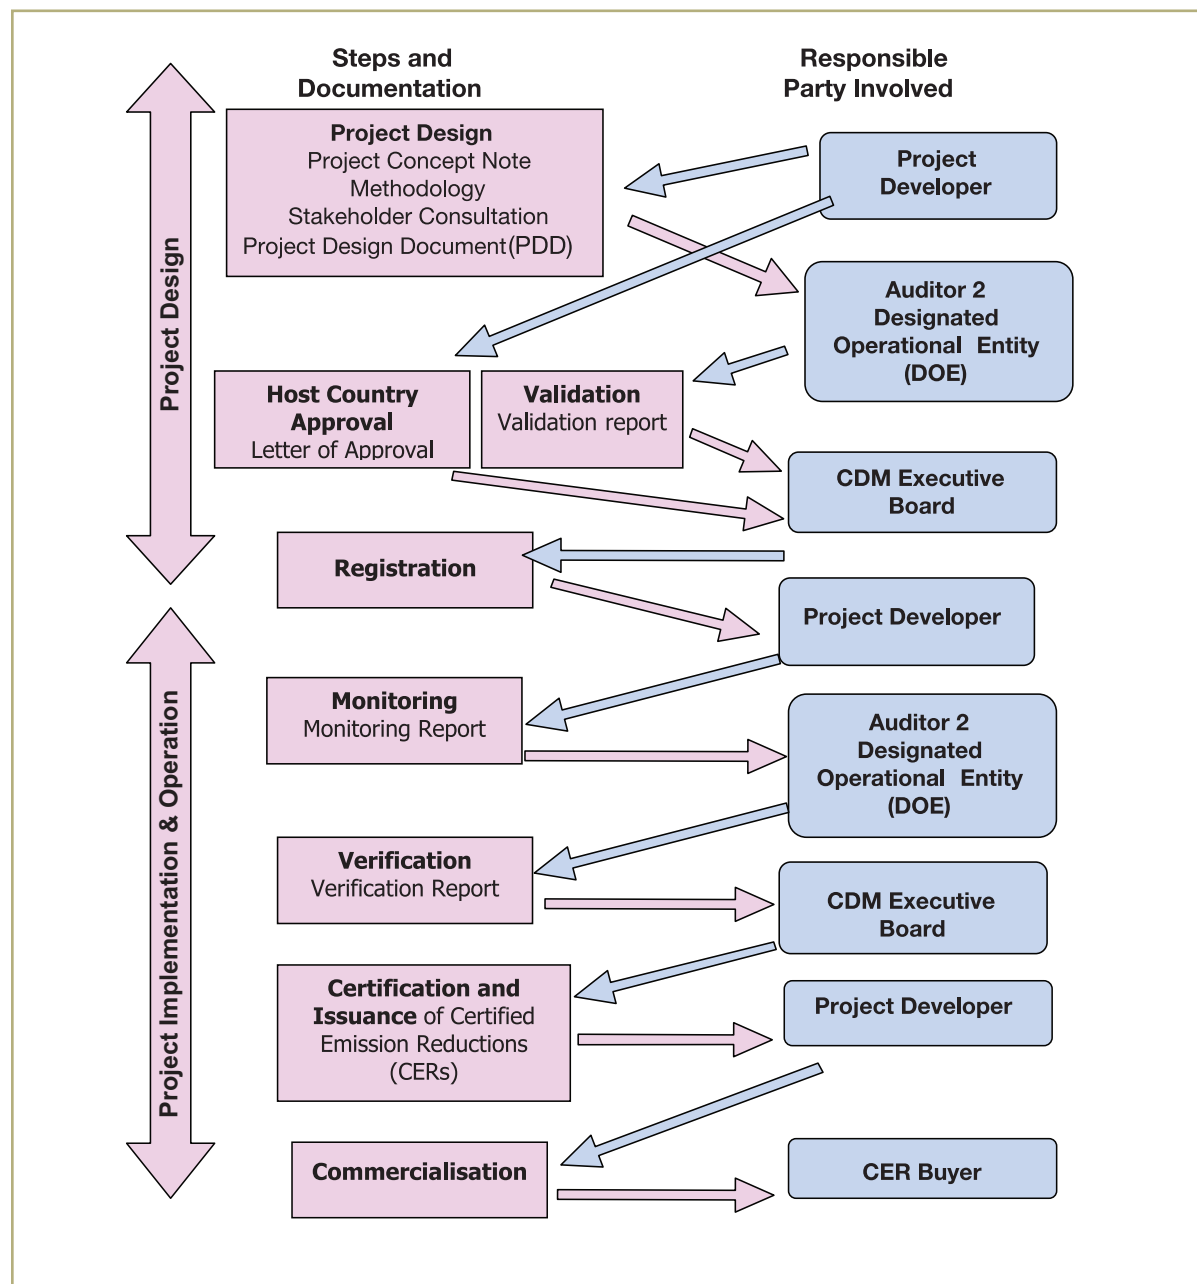 Steps and
Documentation
Responsible
Party Involved
Project Design
Project Design
Project Concept Note
Methodology
Stakeholder Consultation
Project Design Document(PDD)
Project
Developer
Auditor 2
Designated
Operational Entity
(DOE)
Host Country
Approval
Letter of Approval
Validation
Validation report
CDM Executive
Board
Registration
Project Developer
Project Implementation & Operation
Monitoring
Monitoring Report
Auditor 2
Designated
Operational Entity
(DOE)
Verification
Verification Report
CDM Executive
Board
Certification and
Issuance of Certified
Emission Reductions
(CERs)
Project Developer
Commercialisation
CER Buyer